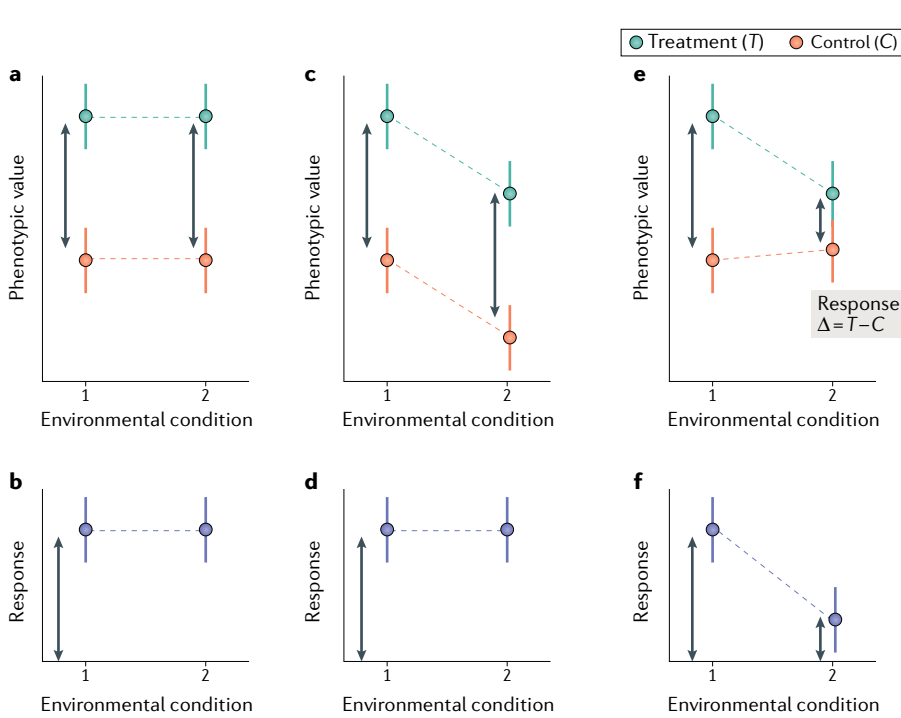 Treatment (T) Control (C)
a
c
e
Phenotypic value
Phenotypic value
Phenotypic value
Response
Δ = T – C
1 2
1 2
1 2
Environmental condition
Environmental condition
Environmental condition
b
d
f
Response
Response
Response
1 2
1 2
1 2
Environmental condition
Environmental condition
Environmental condition